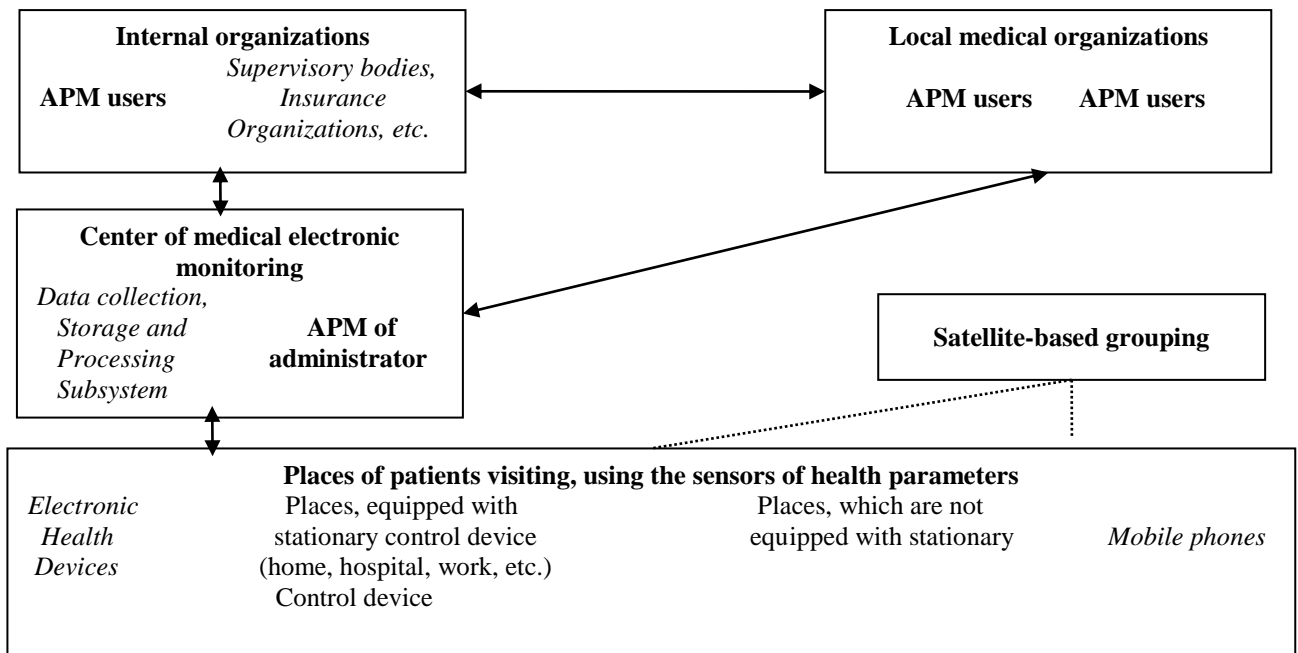 Internal organizations
APM users
Supervisory bodies,
Insurance
Organizations, etc.
Local medical organizations
APM users APM users
Center of medical electronic
monitoring
Data collection,
Storage and
Processing
Subsystem
APM of
administrator
Satellite-based grouping
Places of patients visiting, using the sensors of health parameters
Electronic
Health
Devices
Places, equipped with
stationary control device
(home, hospital, work, etc.)
Control device
Places, which are not
equipped with stationary
Mobile phones